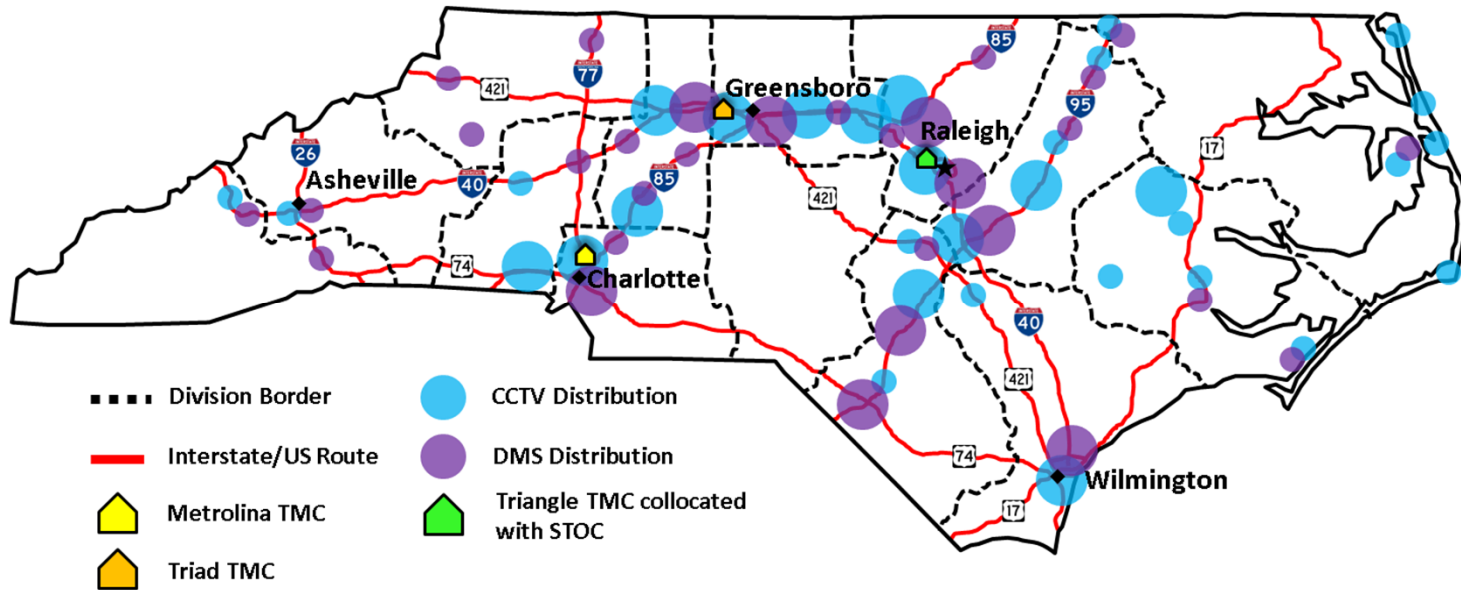 77
85
421
Greensboro
95
Raleigh
26
17
Asheville
40
85
421
74
Charlotte
40
421
Division Border
CCTV Distribution
Interstate/US Route
DMS Distribution
74
Wilmington
Metrolina TMC
Triangle TMC collocated
with STOC
17
Triad TMC